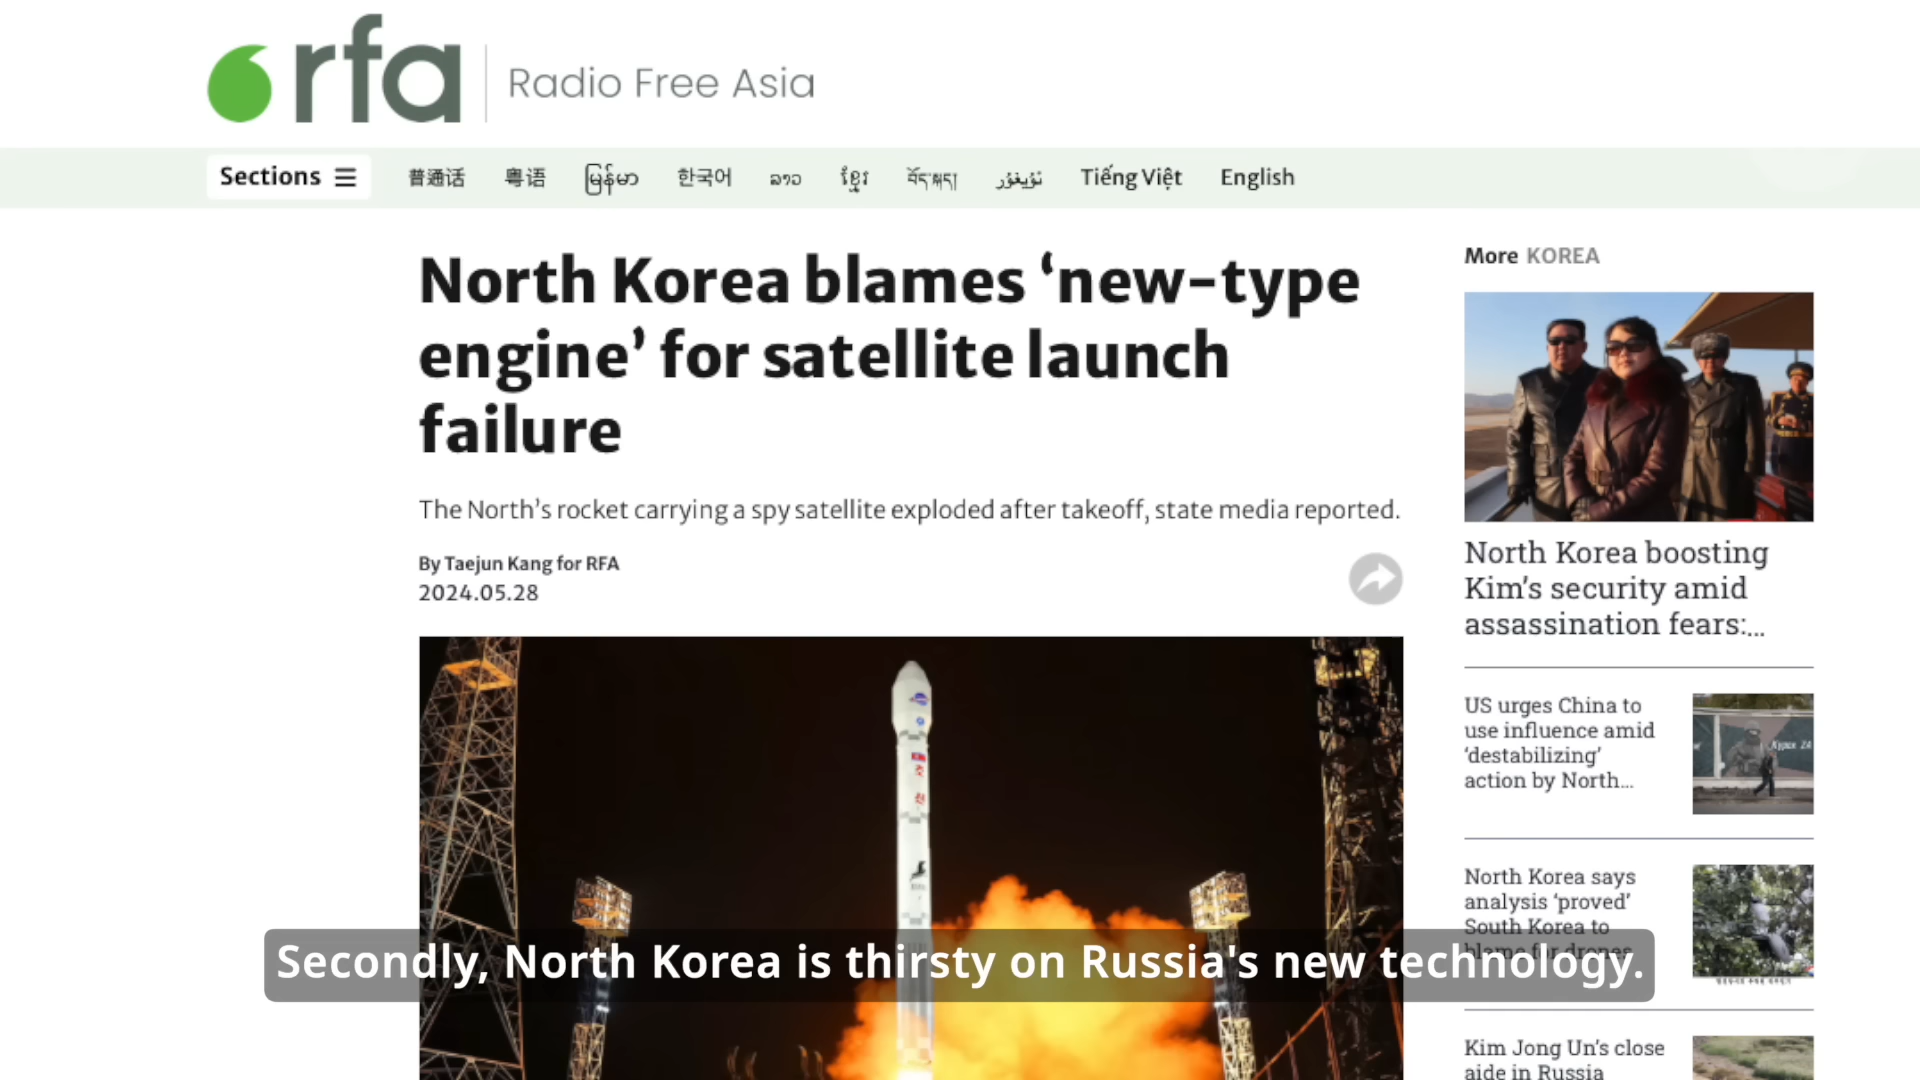 rfa
Radio Free Asia
Sections
普通话
粤语
မြန်မာ
한국어
ລາວ
ខ្មែរ
བོད་སྐད།
ئۇيغۇر
Tiếng Việt
English
North Korea blames ‘new-type
engine’ for satellite launch
failure
The North’s rocket carrying a spy satellite exploded after takeoff, state media reported.
By Taejun Kang for RFA
2024.05.28
조
선
More KOREA
North Korea boosting
Kim’s security amid
assassination fears:...
US urges China to
use influence amid
‘destabilizing’
action by North...
North Korea says
analysis ‘proved’
South Korea to
blame for drones
Kim Jong Un’s close
aide in Russia
Secondly, North Korea is thirsty on Russia's new technology.